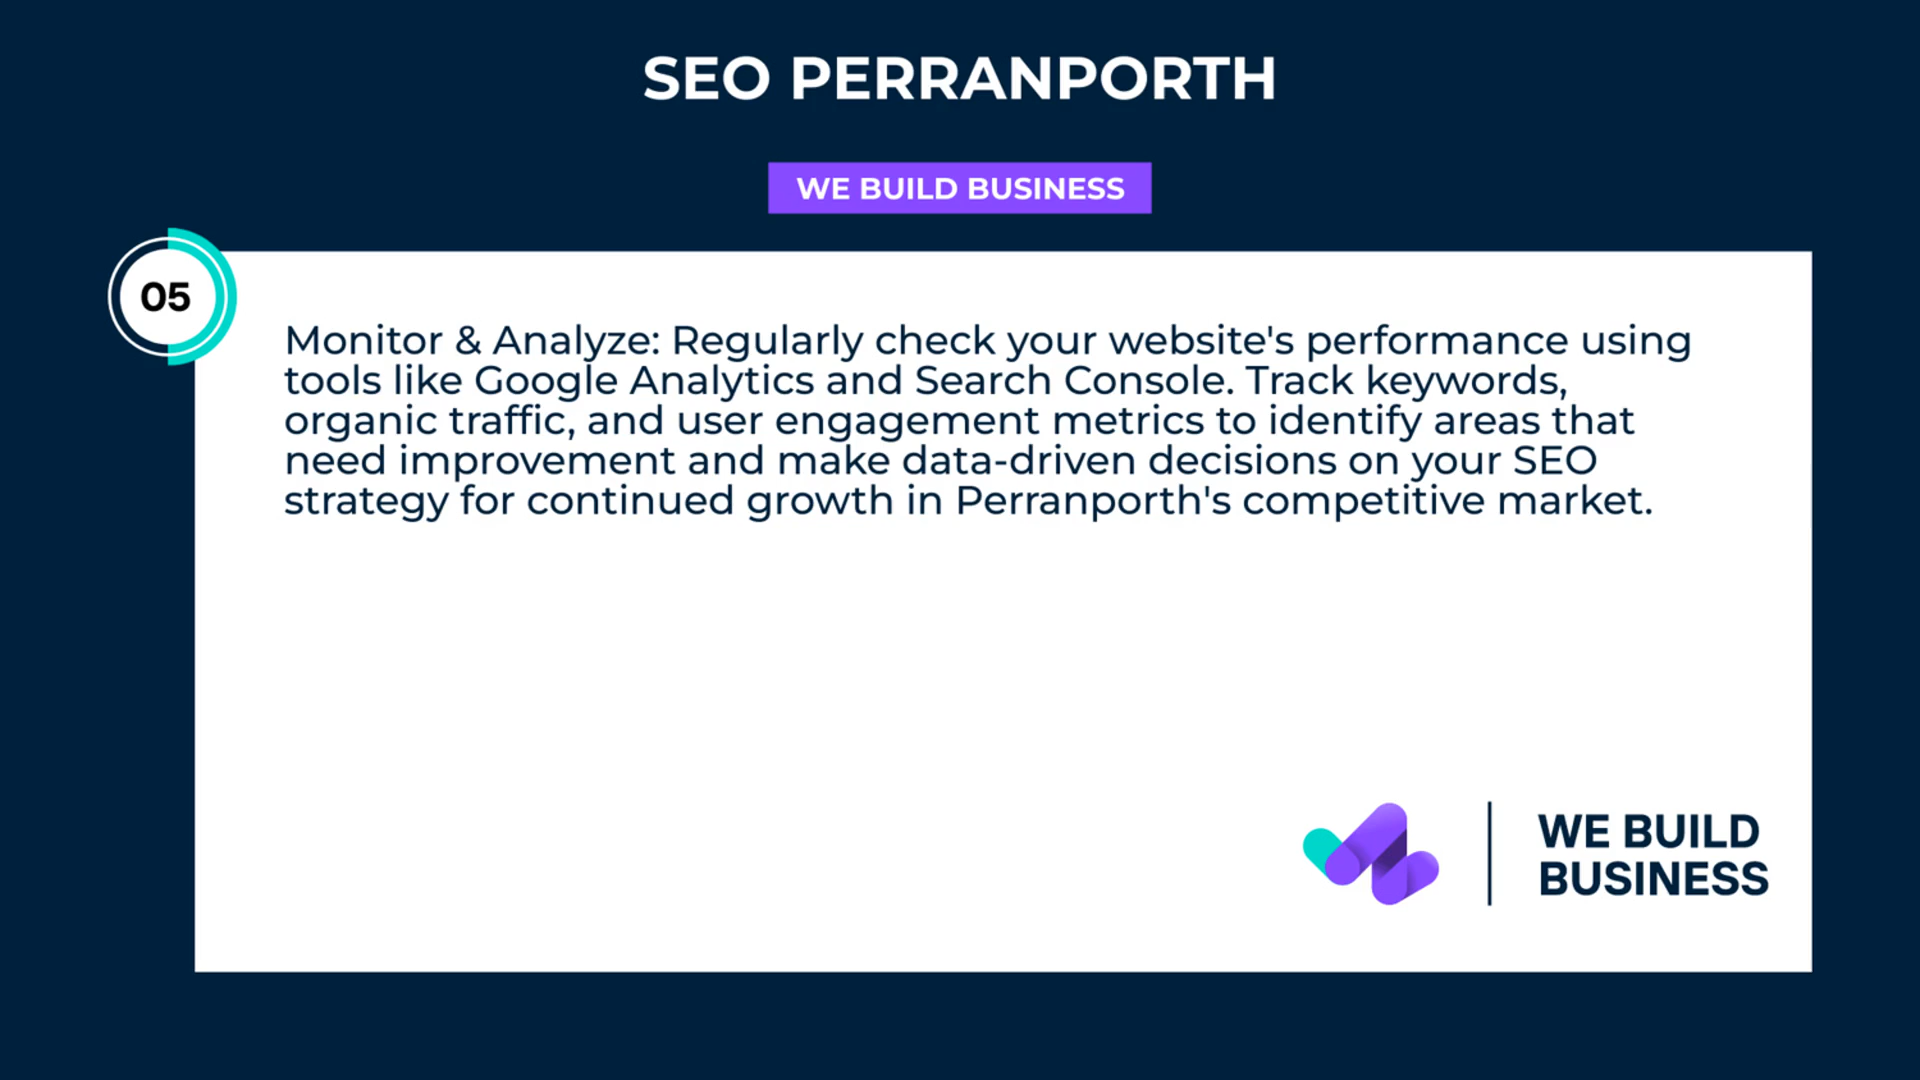 SEO PERRANPORTH
WE BUILD BUSINESS
05
Monitor & Analyze: Regularly check your website's performance using
tools like Google Analytics and Search Console. Track keywords,
organic traffic, and user engagement metrics to identify areas that
need improvement and make data-driven decisions on your SEO
strategy for continued growth in Perranporth's competitive market.
WE BUILD
BUSINESS